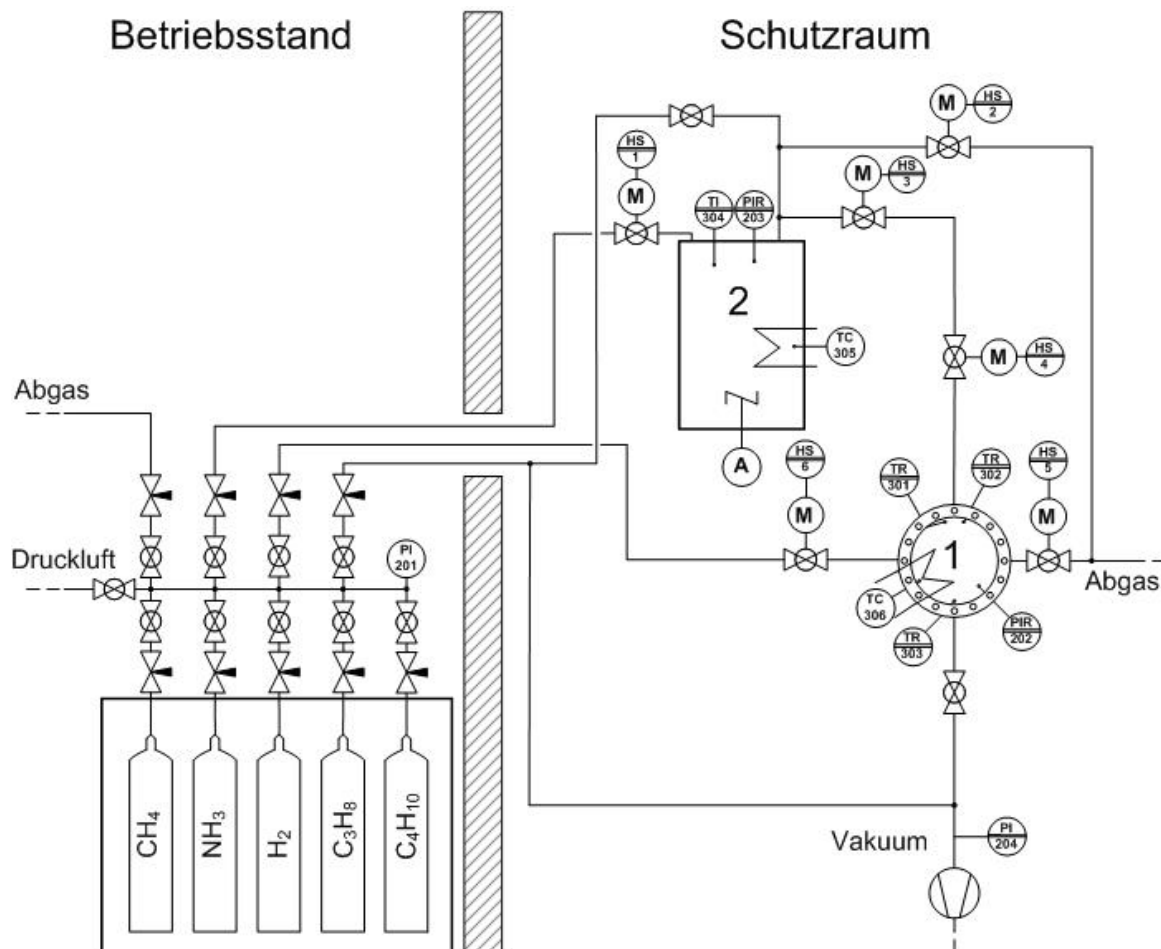 Betriebsstand
Schutzraum
M
HS
2
HS
1
M
HS
3
M
TI
304
PIR
203
2
TC
305
M
HS
4
Abgas
A
HS
6
HS
5
TR
301
TR
302
M
M
Druckluft
PI
201
1
Abgas
TC
306
PIR
202
TR
303
CH4
NH3
H2
C3H8
C4H10
Vakuum
PI
204